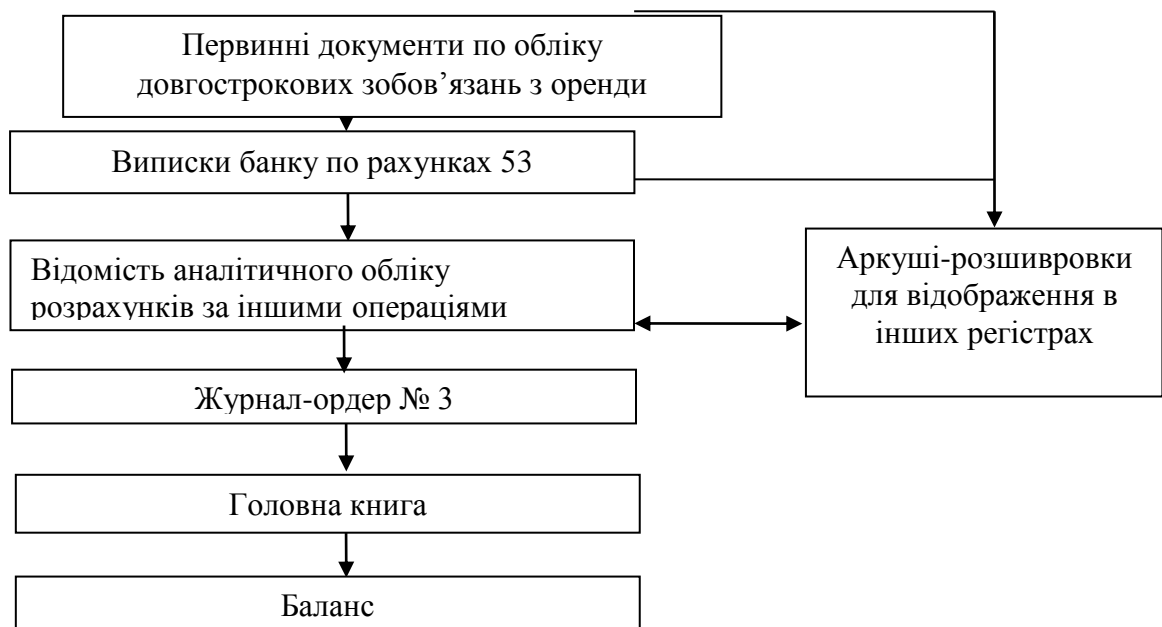 Первинні документи по обліку
довгострокових зобов’язань з оренди
Виписки банку по рахунках 53
Відомість аналітичного обліку
розрахунків за іншими операціями
Аркуші-розшивровки
для відображення в
інших регістрах
Журнал-ордер № 3
Головна книга
Баланс